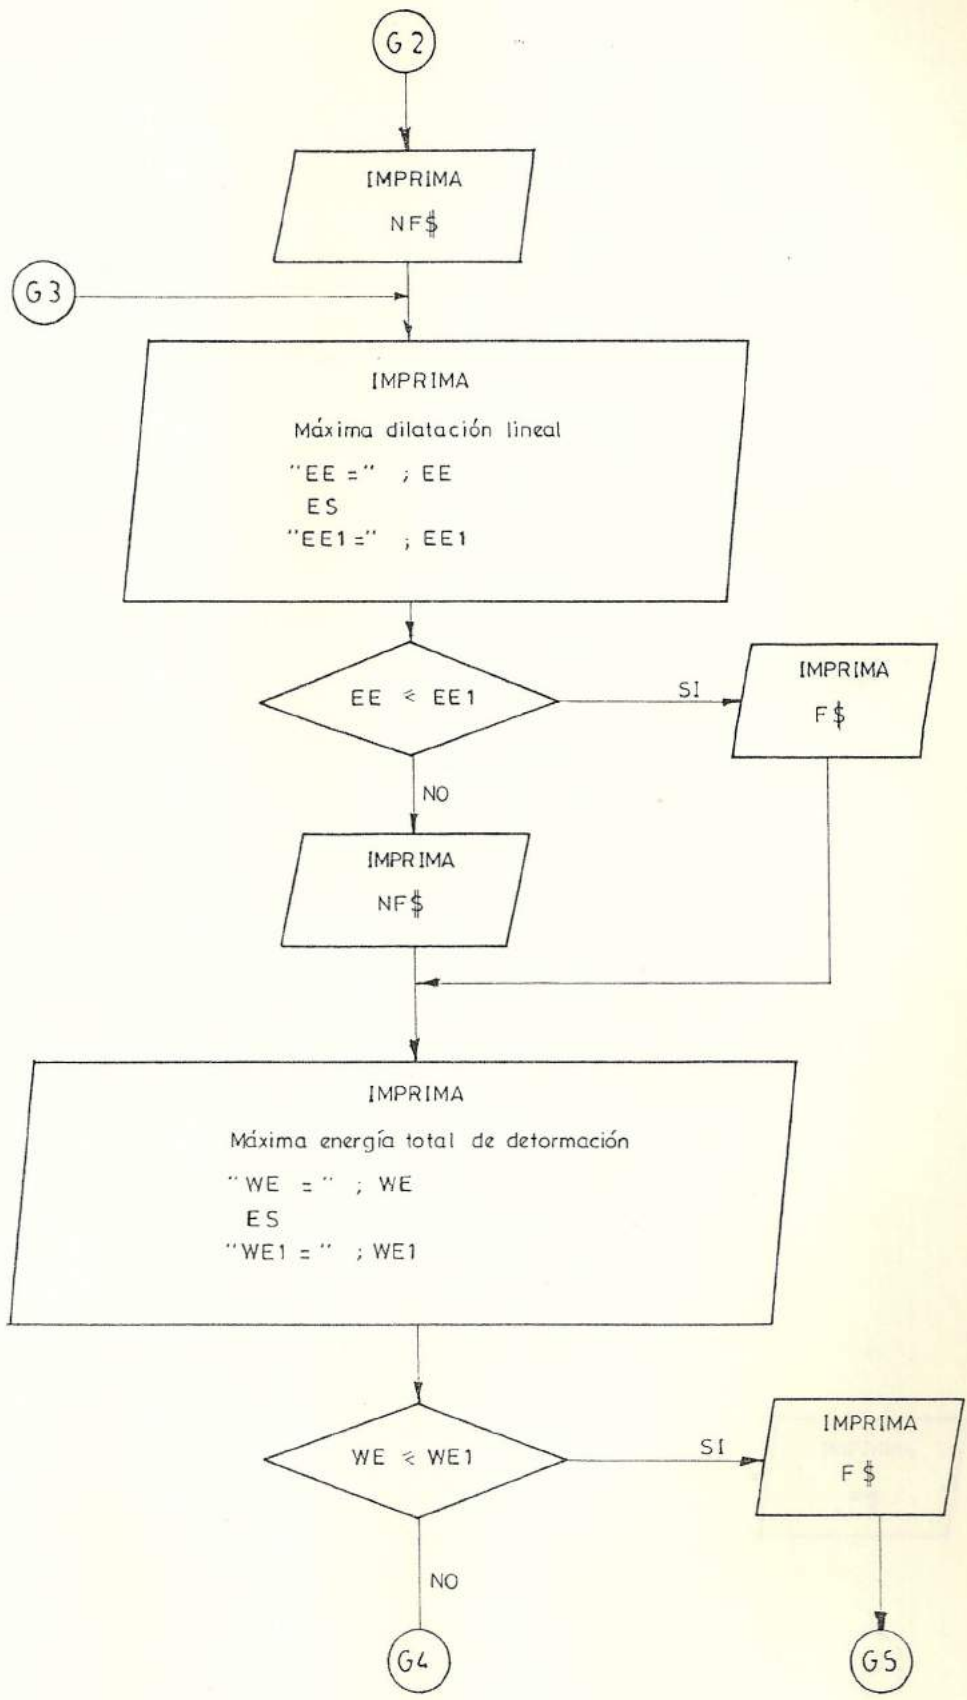 G2
IMPRIMA
NF$
G3
IMPRIMA
Máxima dilatación lineal
"EE =" ; EE
ES
"EE1=" ; EE1
EE ≤ EE1
SI
IMPRIMA
F$
NO
IMPRIMA
NF$
IMPRIMA
Máxima energía total de detormación
"WE =" ; WE
ES
"WE1 =" ; WE1
WE ≤ WE1
SI
IMPRIMA
F$
NO
G4
G5